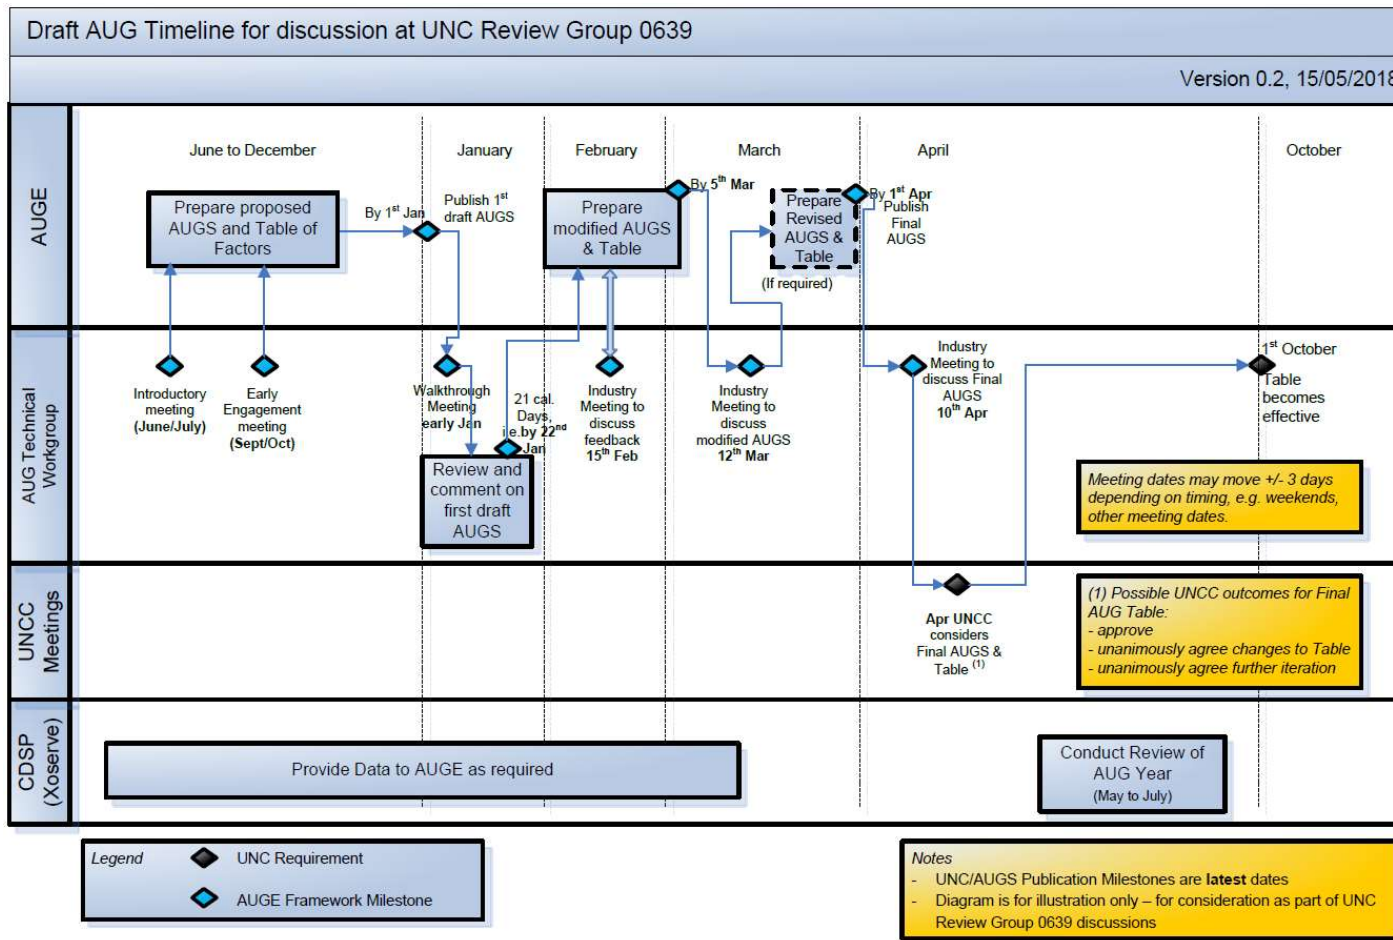 Draft AUG Timeline for discussion at UNC Review Group 0639
Version 0.2, 15/05/2018
AUGE
June to December
January
February
March
April
October
Prepare proposed
AUGS and Table of
Factors
By 1st Jan
Publish 1st
draft AUGS
Prepare
modified AUGS
& Table
By 5th Mar
Prepare
Revised
AUGS &
Table
(If required)
By 1st Apr
Publish
Final
AUGS
AUG Technical
Workgroup
Introductory
meeting
(June/July)
Early
Engagement
meeting
(Sept/Oct)
Walkthrough
Meeting
early Jan
21 cal.
Days,
i.e.by 22nd
Jan
Review and
comment on
first draft
AUGS
Industry
Meeting to
discuss
feedback
15th Feb
Industry
Meeting to
discuss
modified AUGS
12th Mar
Industry
Meeting to
discuss Final
AUGS
10th Apr
1st October
Table
becomes
effective
Meeting dates may move +/- 3 days
depending on timing, e.g. weekends,
other meeting dates.
UNCC
Meetings
Apr UNCC
considers
Final AUGS &
Table (1)
(1) Possible UNCC outcomes for Final
AUG Table:
- approve
- unanimously agree changes to Table
- unanimously agree further iteration
CDSP
(Xoserve)
Provide Data to AUGE as required
Conduct Review of
AUG Year
(May to July)
Legend
UNC Requirement
AUGE Framework Milestone
Notes
- UNC/AUGS Publication Milestones are latest dates
- Diagram is for illustration only – for consideration as part of UNC
Review Group 0639 discussions